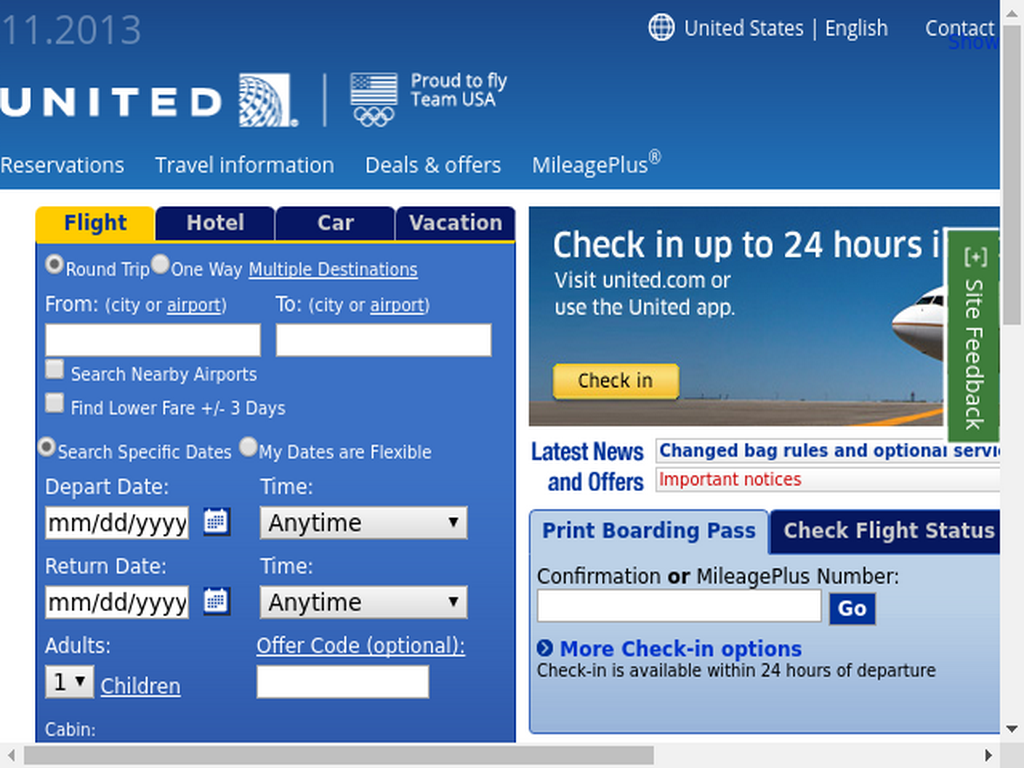 11.2013
United States | English
Contact
Show
UNITED
Proud to fly
Team USA
Reservations
Travel information
Deals & offers
MileagePlus®
Flight
Hotel
Car
Vacation
Round Trip
One Way
Multiple Destinations
From: (city or airport)
To: (city or airport)
Search Nearby Airports
Find Lower Fare +/- 3 Days
Search Specific Dates
My Dates are Flexible
Depart Date:
Time:
mm/dd/yyyy
Anytime
Return Date:
Time:
mm/dd/yyyy
Anytime
Adults:
Offer Code (optional):
1
Children
Cabin:
Check in up to 24 hours
Visit united.com or
use the United app.
Check in
[+] Site Feedback
Latest News
and Offers
Changed bag rules and optional servi
Important notices
Print Boarding Pass
Check Flight Status
Confirmation or MileagePlus Number:
Go
More Check-in options
Check-in is available within 24 hours of departure